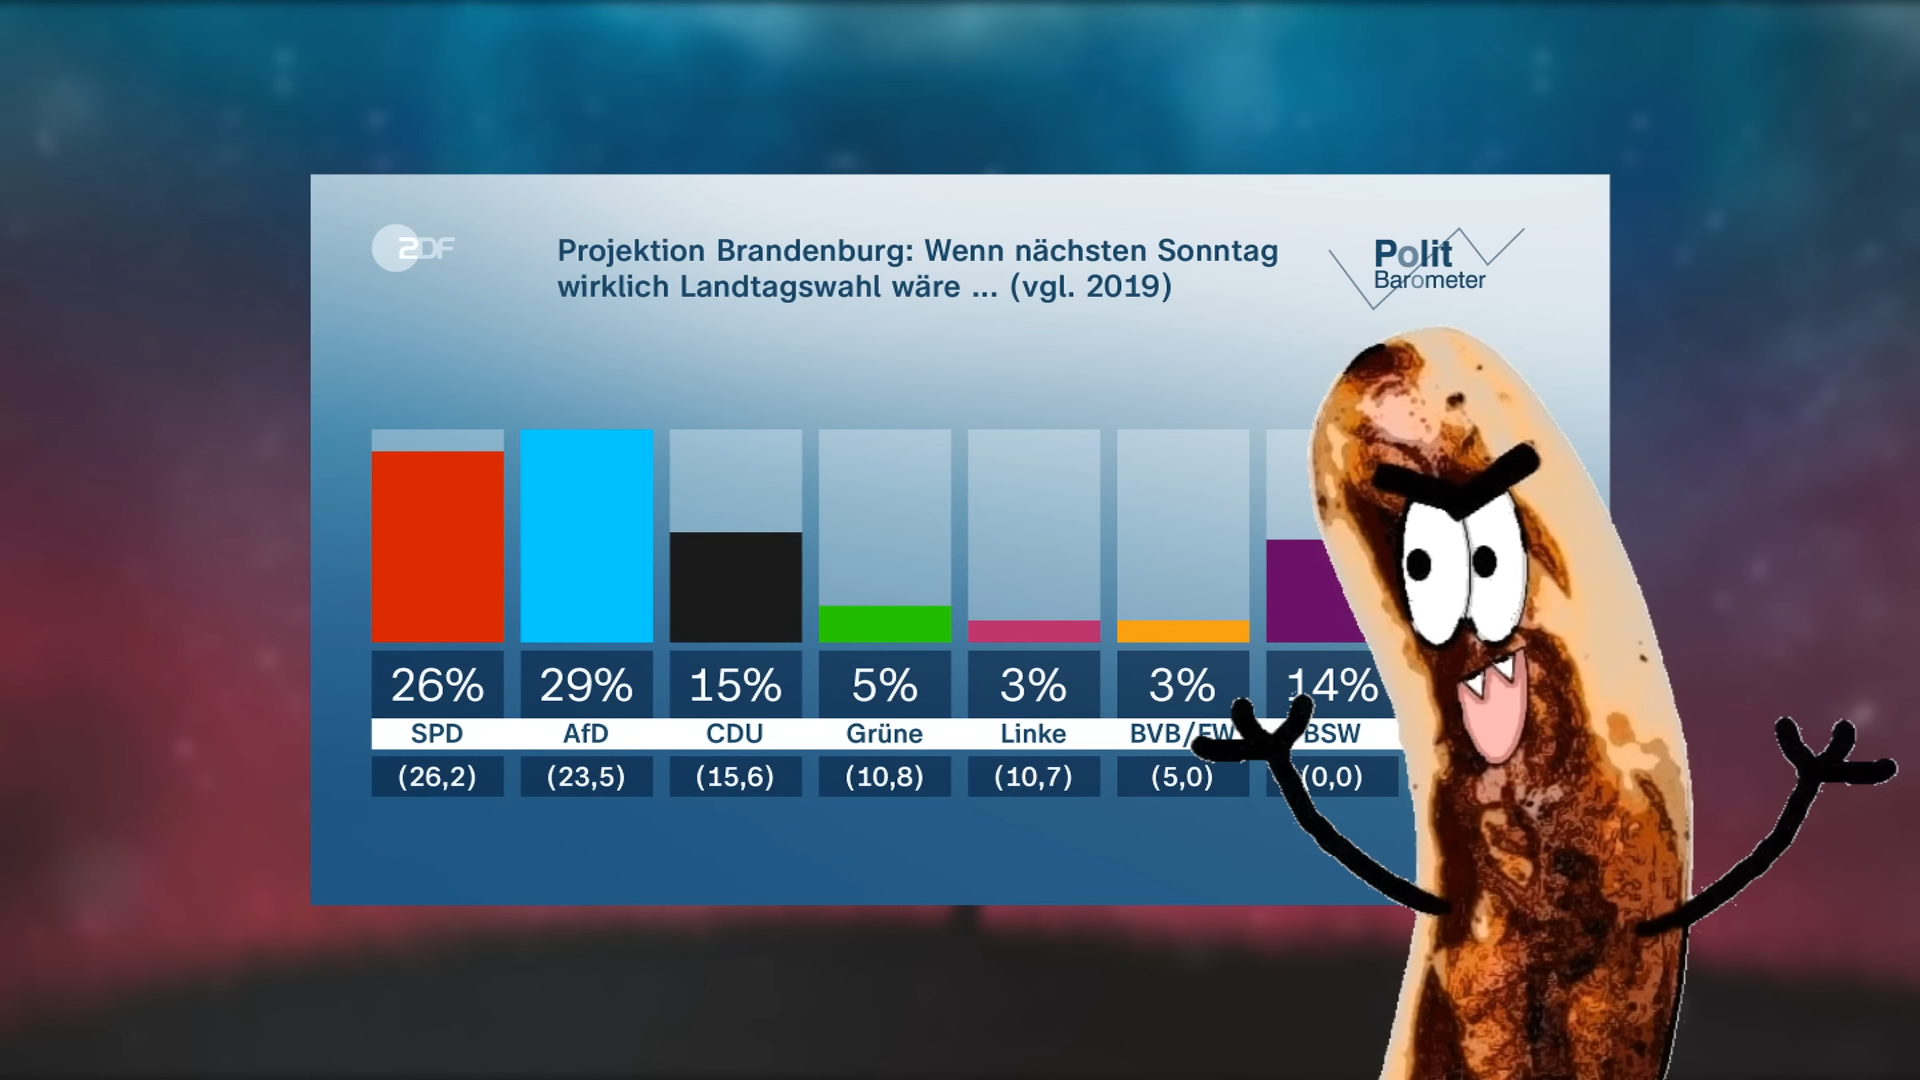 ZDF
Projektion Brandenburg: Wenn nächsten Sonntag
wirklich Landtagswahl wäre ... (vgl. 2019)
Polit
Barometer
26% 29% 15% 5% 3% 3% 14%
SPD AfD CDU Grüne Linke BVB/FW BSW
(26,2) (23,5) (15,6) (10,8) (10,7) (5,0) (0,0)